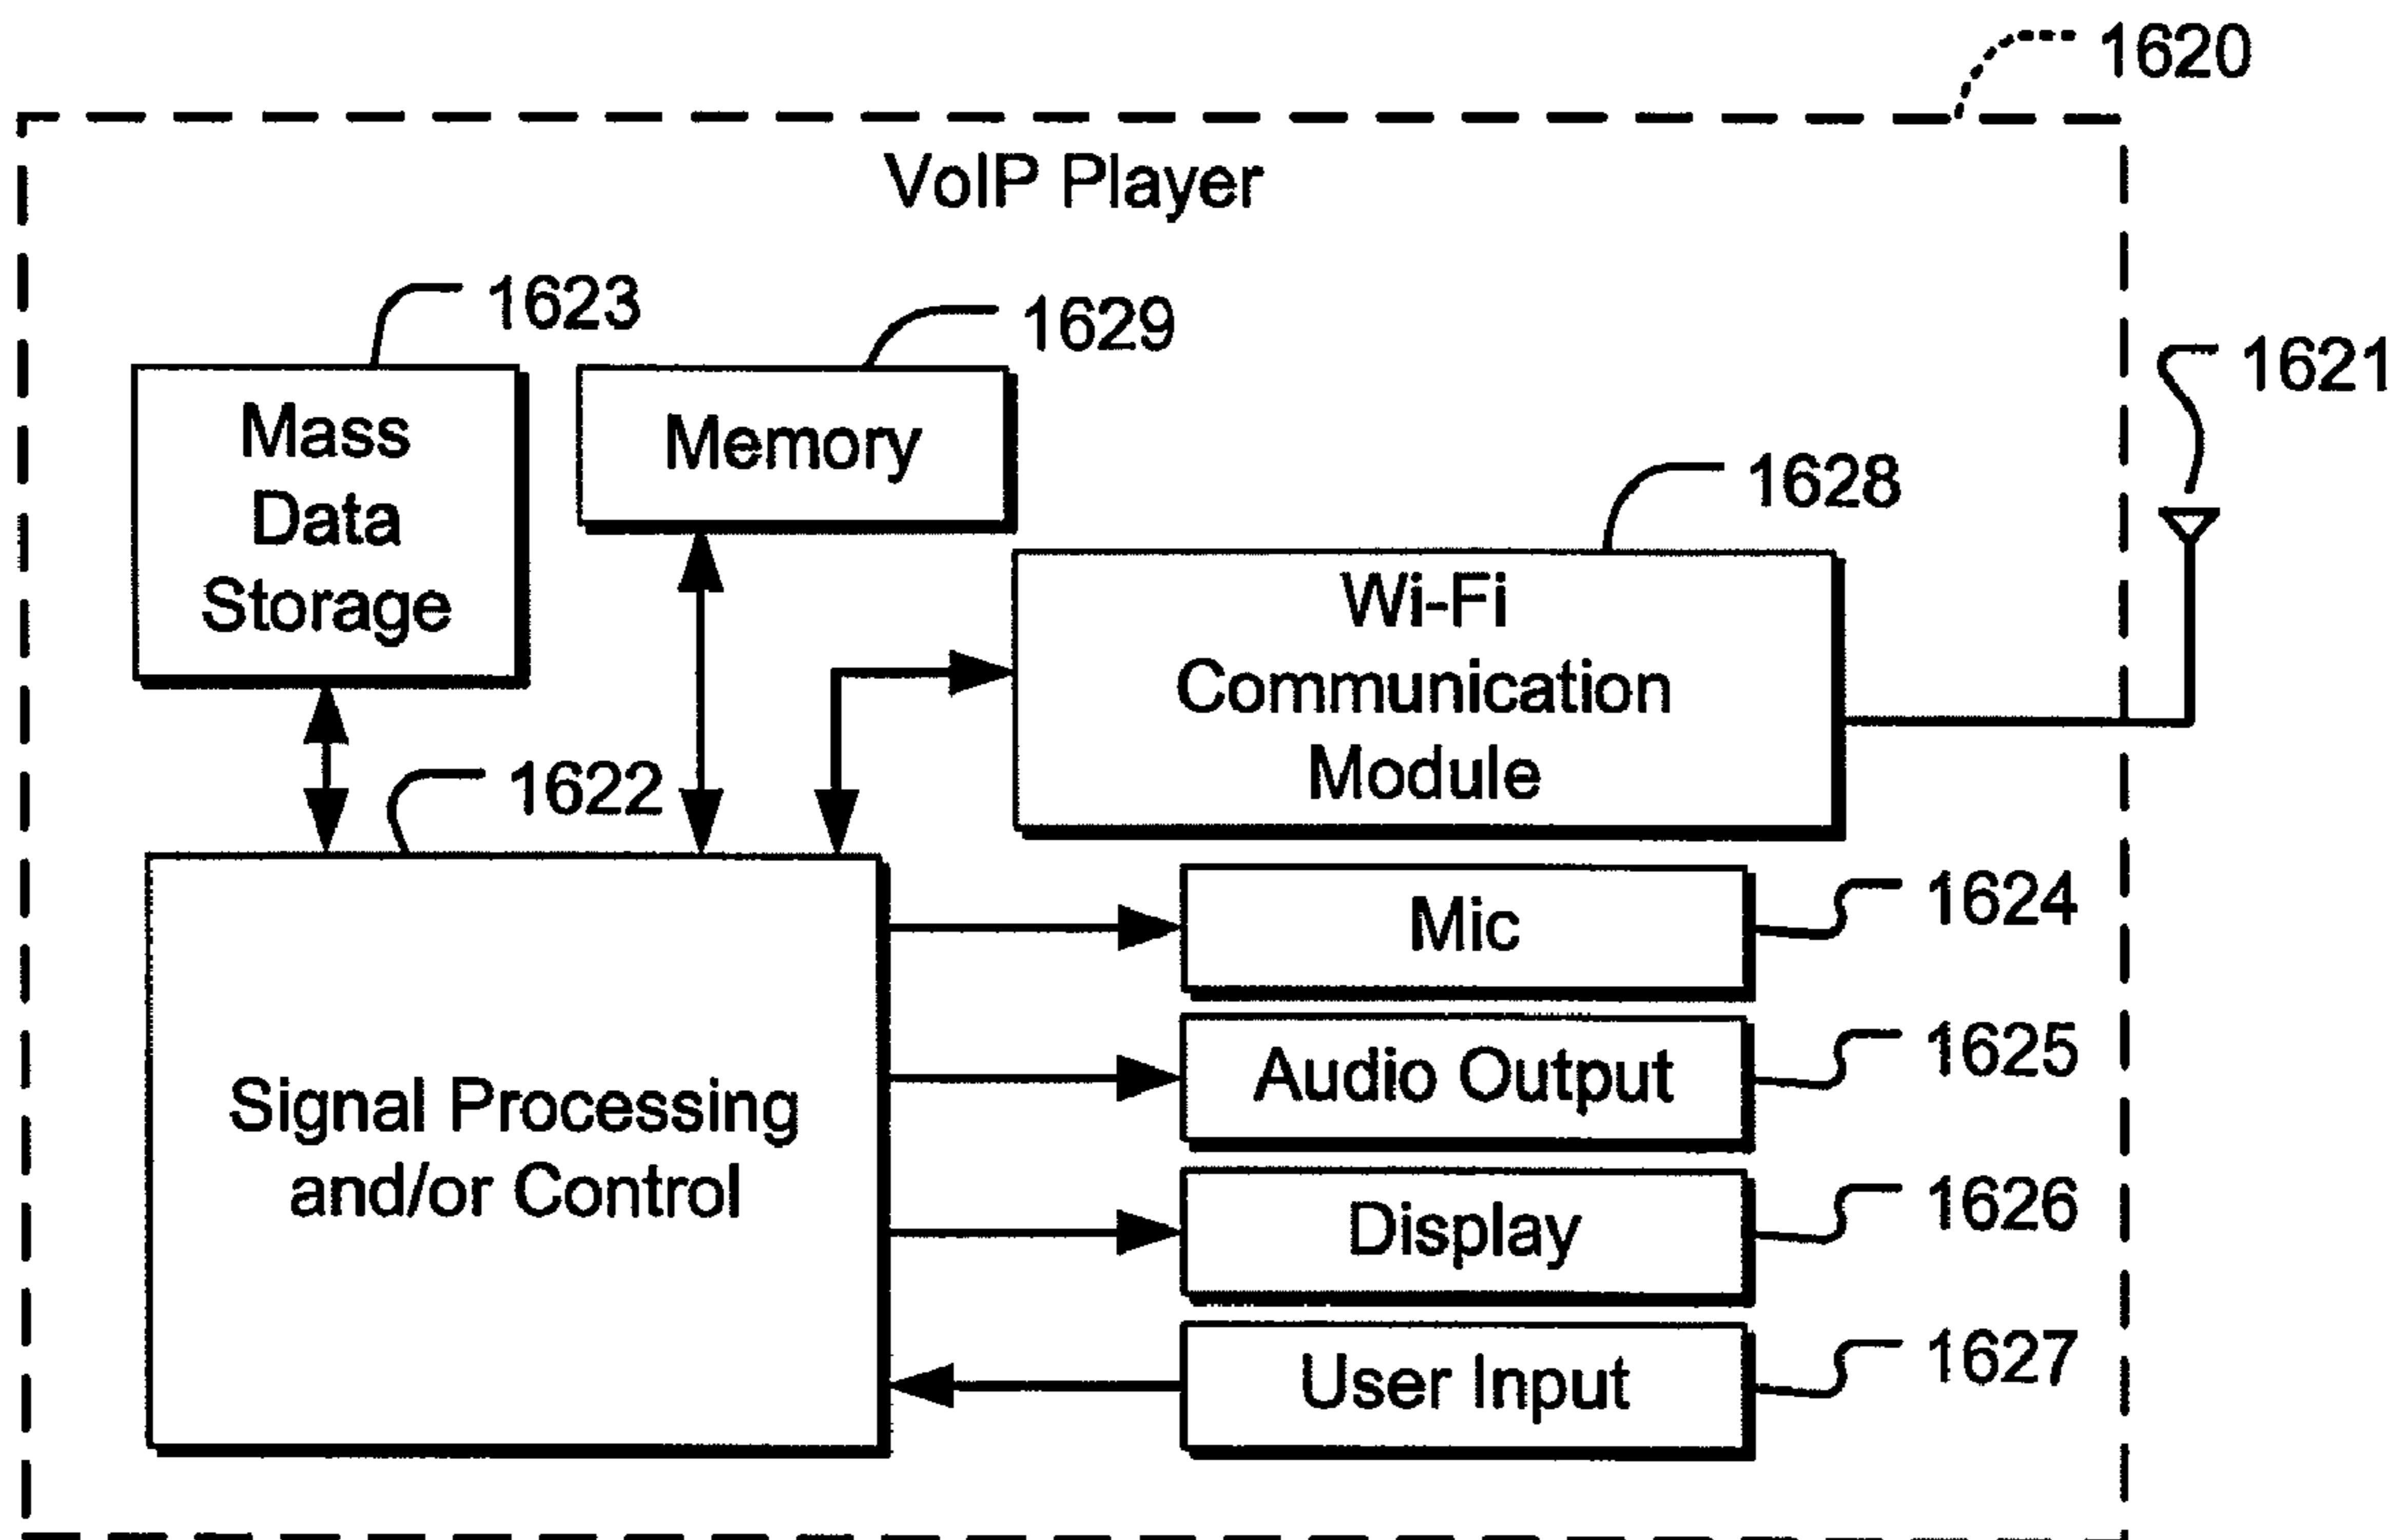 1620
VoIP Player
1623
1629
1621
Mass
Data
Storage
Memory
1628
Wi-Fi
Communication
Module
1622
Signal Processing
and/or Control
Mic
1624
Audio Output
1625
Display
1626
User Input
1627